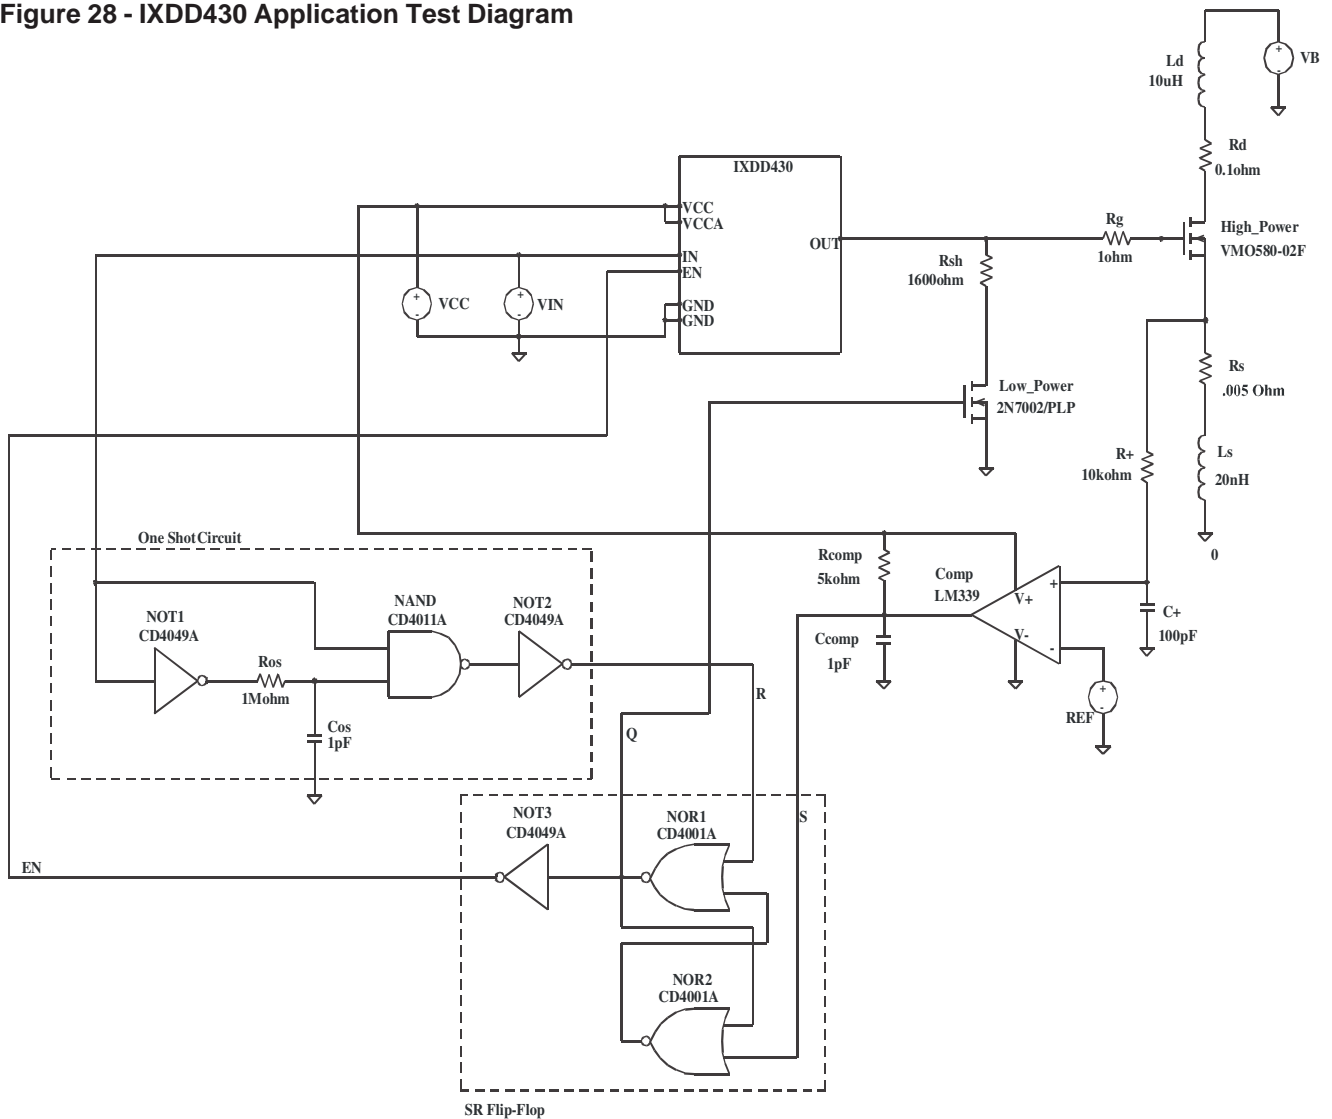 Figure 28 - IXDD430 Application Test Diagram
Ld
10uH
+
-
VB
Rd
0.1ohm
IXDD430
VCC
VCCA
IN
EN
GND
GND
OUT
+
-
VCC
+
-
VIN
Rg
1ohm
High_Power
VMO580-02F
Rsh
1600ohm
Low_Power
2N7002/PLP
Rs
.005 Ohm
R+
10kohm
Ls
20nH
0
One Shot Circuit
NOT1
CD4049A
Ros
1Mohm
Cos
1pF
NAND
CD4011A
NOT2
CD4049A
Rcomp
5kohm
Comp
LM339
V+
V-
+
-
Ccomp
1pF
C+
100pF
+
-
REF
R
Q
S
EN
NOT3
CD4049A
NOR1
CD4001A
NOR2
CD4001A
SR Flip-Flop